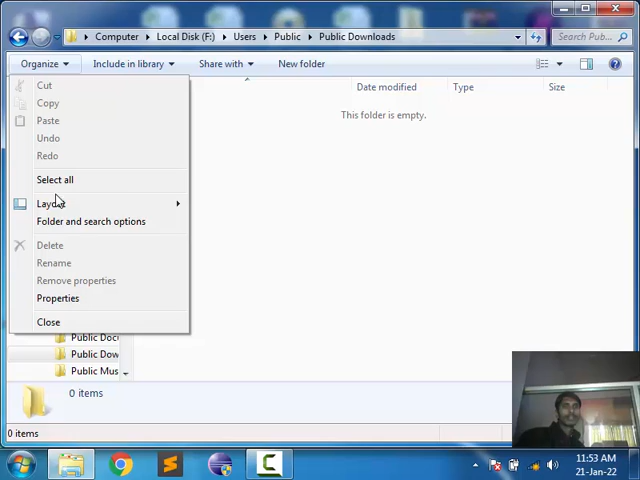 Computer Local Disk (F:) Users Public Public Downloads Search Pub...
Organize Include in library Share with New folder
Date modified Type Size
This folder is empty.
Cut
Copy
Paste
Undo
Redo
Select all
Folder and search options
Delete
Rename
Remove properties
Properties
Close
Public Doc
Public Dow
Public Mus
0 items
0 items
11:53 AM
21-Jan-22